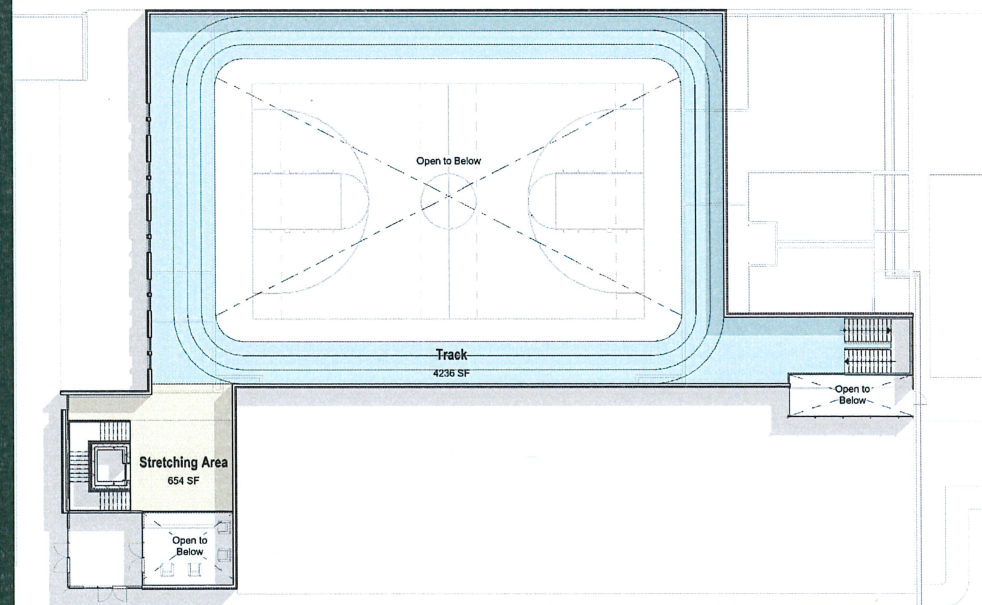 Open to Below
Track
4236 SF
Open to
Below
Stretching Area
654 SF
Open to
Below